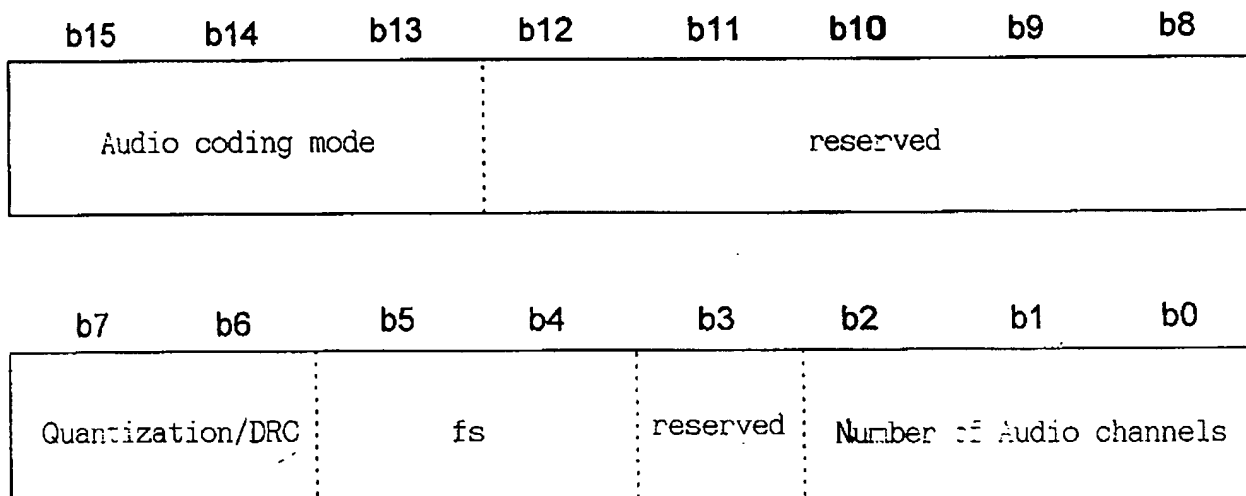 b15 b14 b13 b12 b11 b10 b9 b8
Audio coding mode reserved
b7 b6 b5 b4 b3 b2 b1 b0
Quantization/DRC fs reserved Number of Audio channels